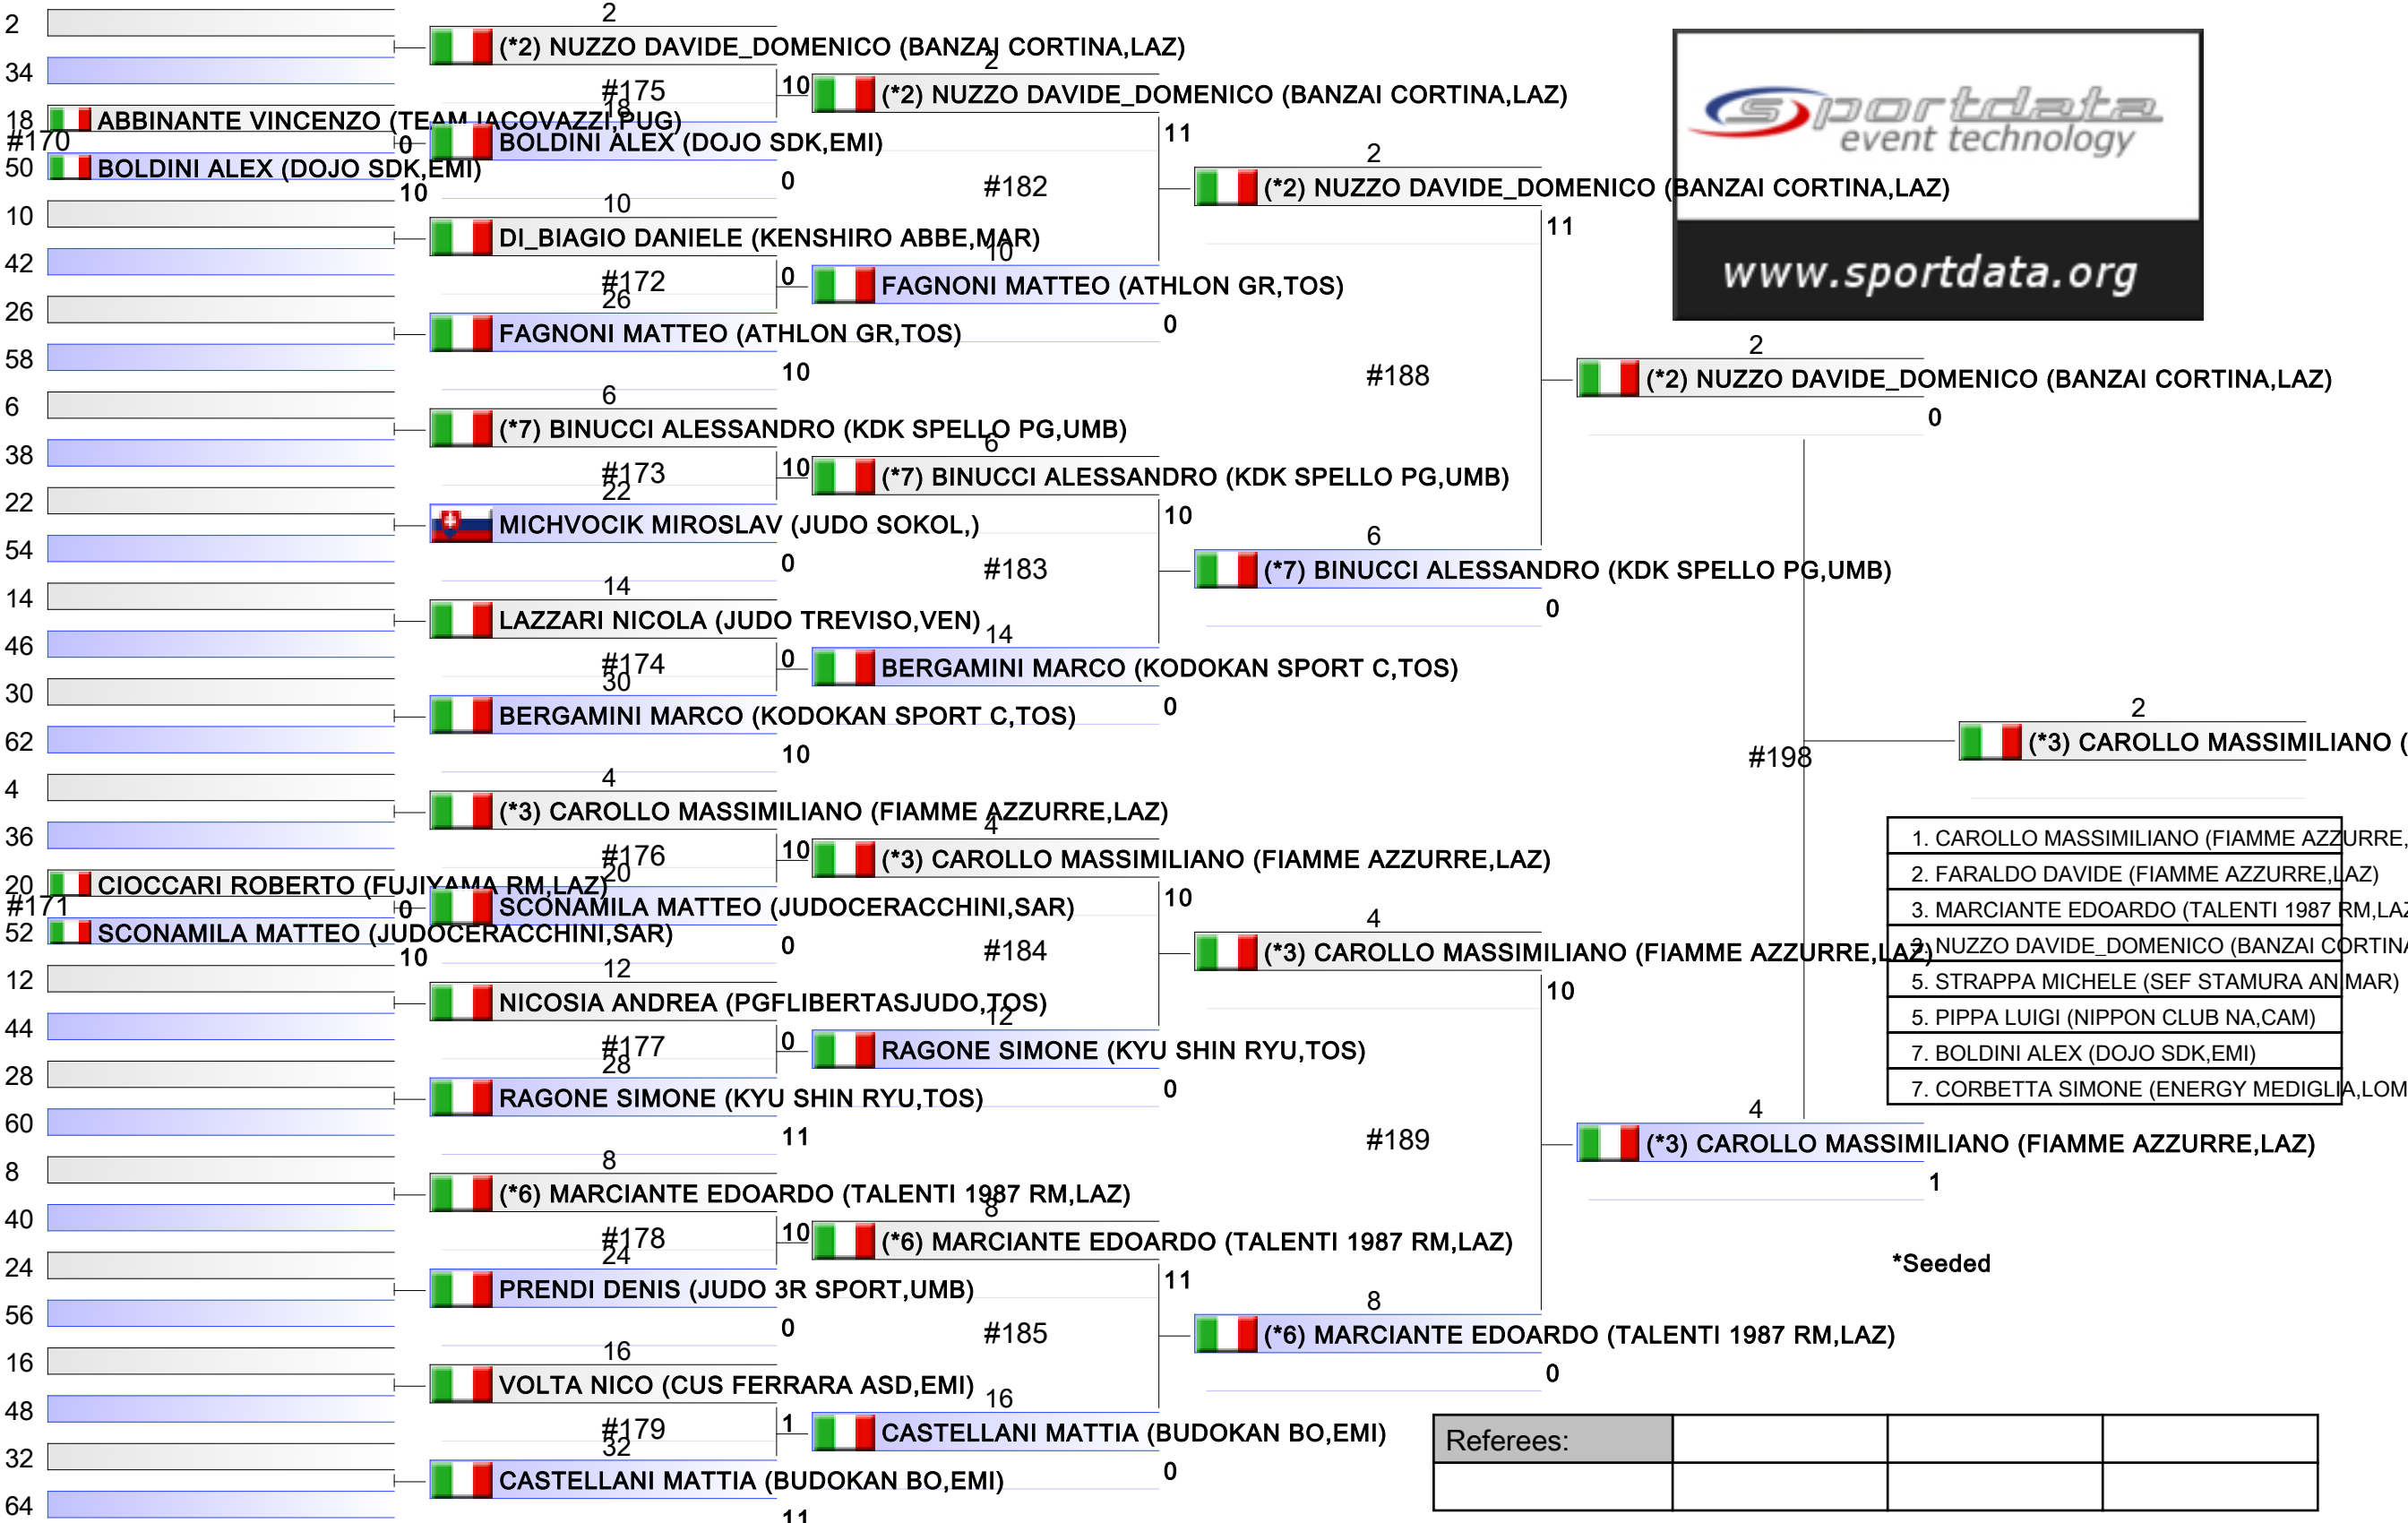 2
34
18 ABBINANTE VINCENZO (TEAM IACOVAZZI,PUG)
#170
0
50 BOLDINI ALEX (DOJO SDK,EMI)
10
10
42
26
58
6
38
22
54
14
46
30
62
4
36
20 CIOCCARI ROBERTO (FUJIYAMA RM,LAZ)
#171
0
52 SCONAMILA MATTEO (JUDOCERACCHINI,SAR)
10
12
44
28
60
8
40
24
56
16
48
32
64
2
(*2) NUZZO DAVIDE_DOMENICO (BANZAI CORTINA,LAZ)
#175
10
18
BOLDINI ALEX (DOJO SDK,EMI)
0
10
DI_BIAGIO DANIELE (KENSHIRO ABBE,MAR)
#172
0
26
FAGNONI MATTEO (ATHLON GR,TOS)
10
6
(*7) BINUCCI ALESSANDRO (KDK SPELLO PG,UMB)
#173
10
22
MICHVOCIK MIROSLAV (JUDO SOKOL,)
0
14
LAZZARI NICOLA (JUDO TREVISO,VEN)
#174
0
30
BERGAMINI MARCO (KODOKAN SPORT C,TOS)
10
4
(*3) CAROLLO MASSIMILIANO (FIAMME AZZURRE,LAZ)
#176
10
20
SCONAMILA MATTEO (JUDOCERACCHINI,SAR)
0
12
NICOSIA ANDREA (PGFLIBERTASJUDO,TOS)
#177
0
28
RAGONE SIMONE (KYU SHIN RYU,TOS)
11
8
(*6) MARCIANTE EDOARDO (TALENTI 1987 RM,LAZ)
#178
10
24
PRENDI DENIS (JUDO 3R SPORT,UMB)
0
16
VOLTA NICO (CUS FERRARA ASD,EMI)
#179
1
32
CASTELLANI MATTIA (BUDOKAN BO,EMI)
11
2
(*2) NUZZO DAVIDE_DOMENICO (BANZAI CORTINA,LAZ)
11
#182
10
FAGNONI MATTEO (ATHLON GR,TOS)
0
6
(*7) BINUCCI ALESSANDRO (KDK SPELLO PG,UMB)
10
#183
14
BERGAMINI MARCO (KODOKAN SPORT C,TOS)
0
4
(*3) CAROLLO MASSIMILIANO (FIAMME AZZURRE,LAZ)
10
#184
12
RAGONE SIMONE (KYU SHIN RYU,TOS)
0
8
(*6) MARCIANTE EDOARDO (TALENTI 1987 RM,LAZ)
11
#185
16
CASTELLANI MATTIA (BUDOKAN BO,EMI)
0
2
(*2) NUZZO DAVIDE_DOMENICO (BANZAI CORTINA,LAZ)
11
#188
6
(*7) BINUCCI ALESSANDRO (KDK SPELLO PG,UMB)
0
4
(*3) CAROLLO MASSIMILIANO (FIAMME AZZURRE,LAZ)
10
#189
8
(*6) MARCIANTE EDOARDO (TALENTI 1987 RM,LAZ)
0
sportdata
event technology
www.sportdata.org
2
(*2) NUZZO DAVIDE_DOMENICO (BANZAI CORTINA,LAZ)
0
#198
4
(*3) CAROLLO MASSIMILIANO (FIAMME AZZURRE,LAZ)
1
2
(*3) CAROLLO MASSIMILIANO (
1. CAROLLO MASSIMILIANO (FIAMME AZZURRE,
2. FARALDO DAVIDE (FIAMME AZZURRE,LAZ)
3. MARCIANTE EDOARDO (TALENTI 1987 RM,LAZ
3. NUZZO DAVIDE_DOMENICO (BANZAI CORTINA
5. STRAPPA MICHELE (SEF STAMURA AN,MAR)
5. PIPPA LUIGI (NIPPON CLUB NA,CAM)
7. BOLDINI ALEX (DOJO SDK,EMI)
7. CORBETTA SIMONE (ENERGY MEDIGLIA,LOM
*Seeded
Referees: